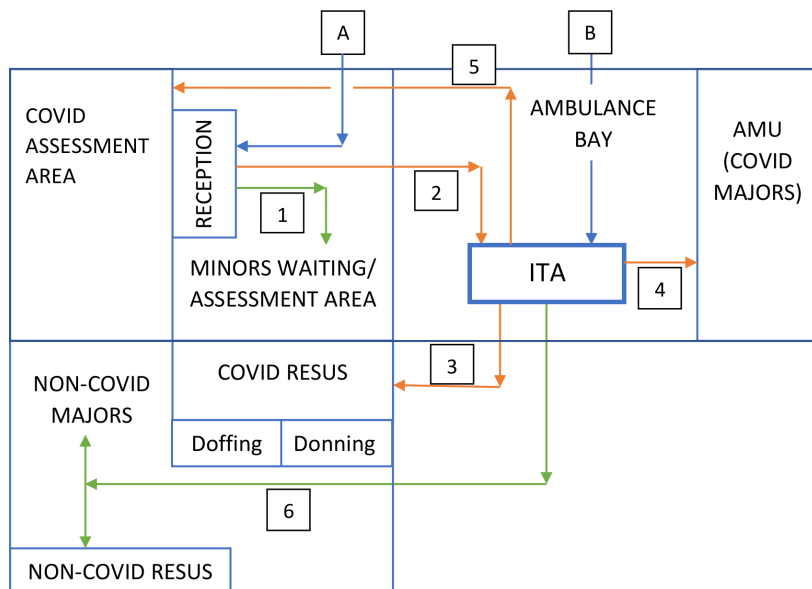 A
B
5
COVID
ASSESSMENT
AREA
RECEPTION
AMBULANCE
BAY
AMU
(COVID
MAJORS)
2
1
MINORS WAITING/
ASSESSMENT AREA
ITA
4
NON-COVID
MAJORS
COVID RESUS
3
Doffing
Donning
6
NON-COVID RESUS